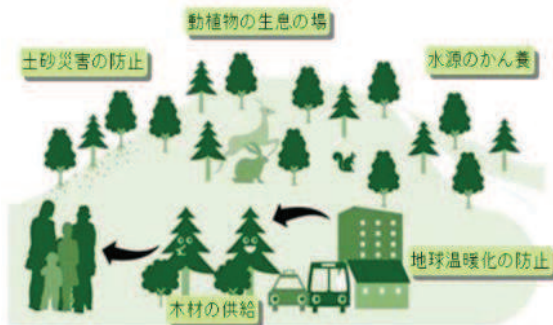 動植物の生息の場
土砂災害の防止
水源のかん養
地球温暖化の防止
木材の供給